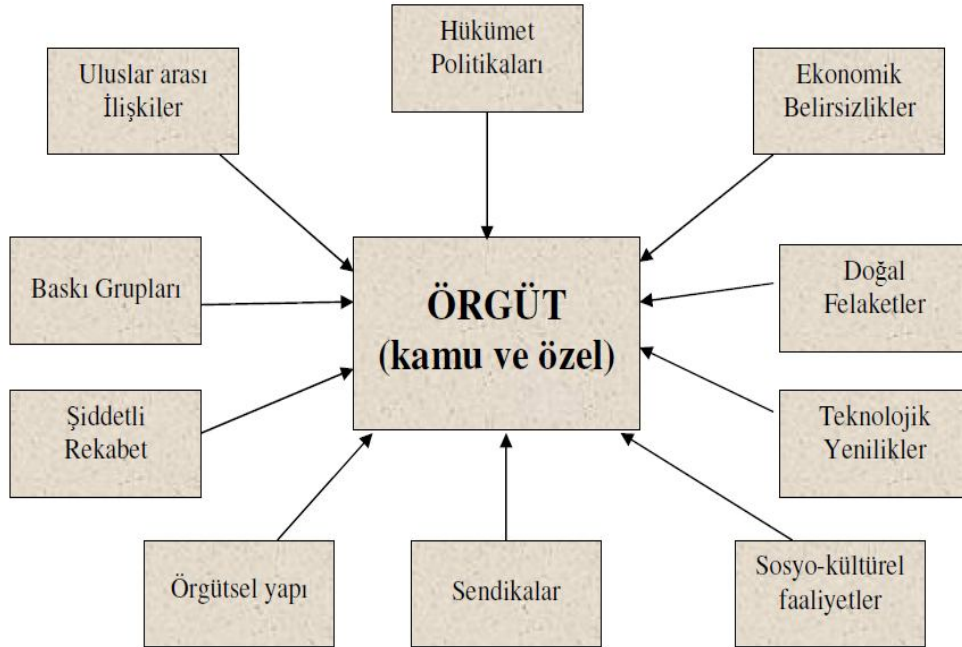 Hükümet
Politikaları
Uluslar arası
İlişkiler
Ekonomik
Belirsizlikler
Baskı Grupları
ÖRGÜT
(kamu ve özel)
Doğal
Felaketler
Şiddetli
Rekabet
Teknolojik
Yenilikler
Örgütsel yapı
Sendikalar
Sosyo-kültürel
faaliyetler